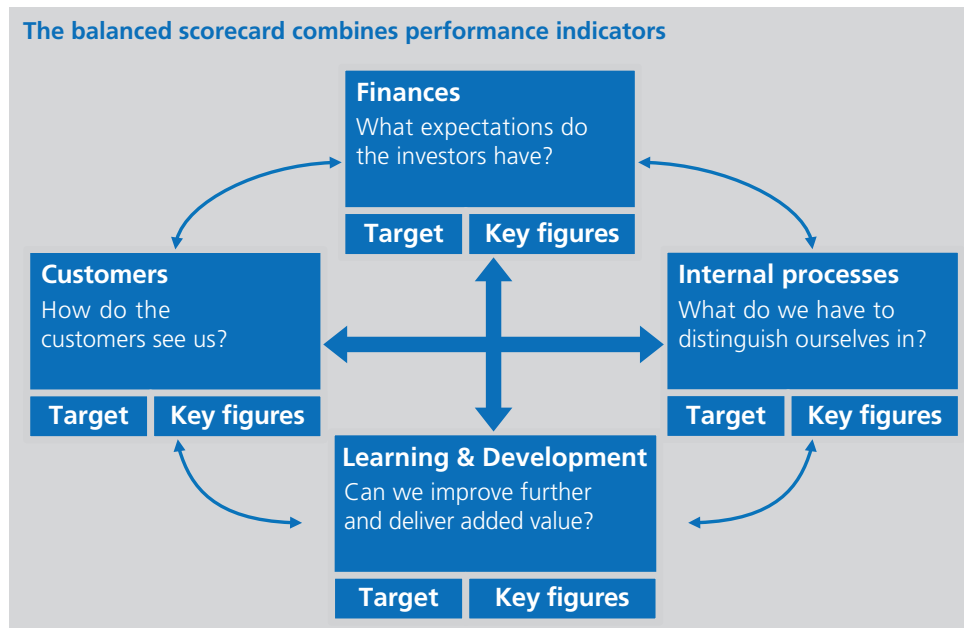 The balanced scorecard combines performance indicators
Finances
What expectations do
the investors have?
Target
Key figures
Customers
How do the
customers see us?
Target
Key figures
Internal processes
What do we have to
distinguish ourselves in?
Target
Key figures
Learning & Development
Can we improve further
and deliver added value?
Target
Key figures